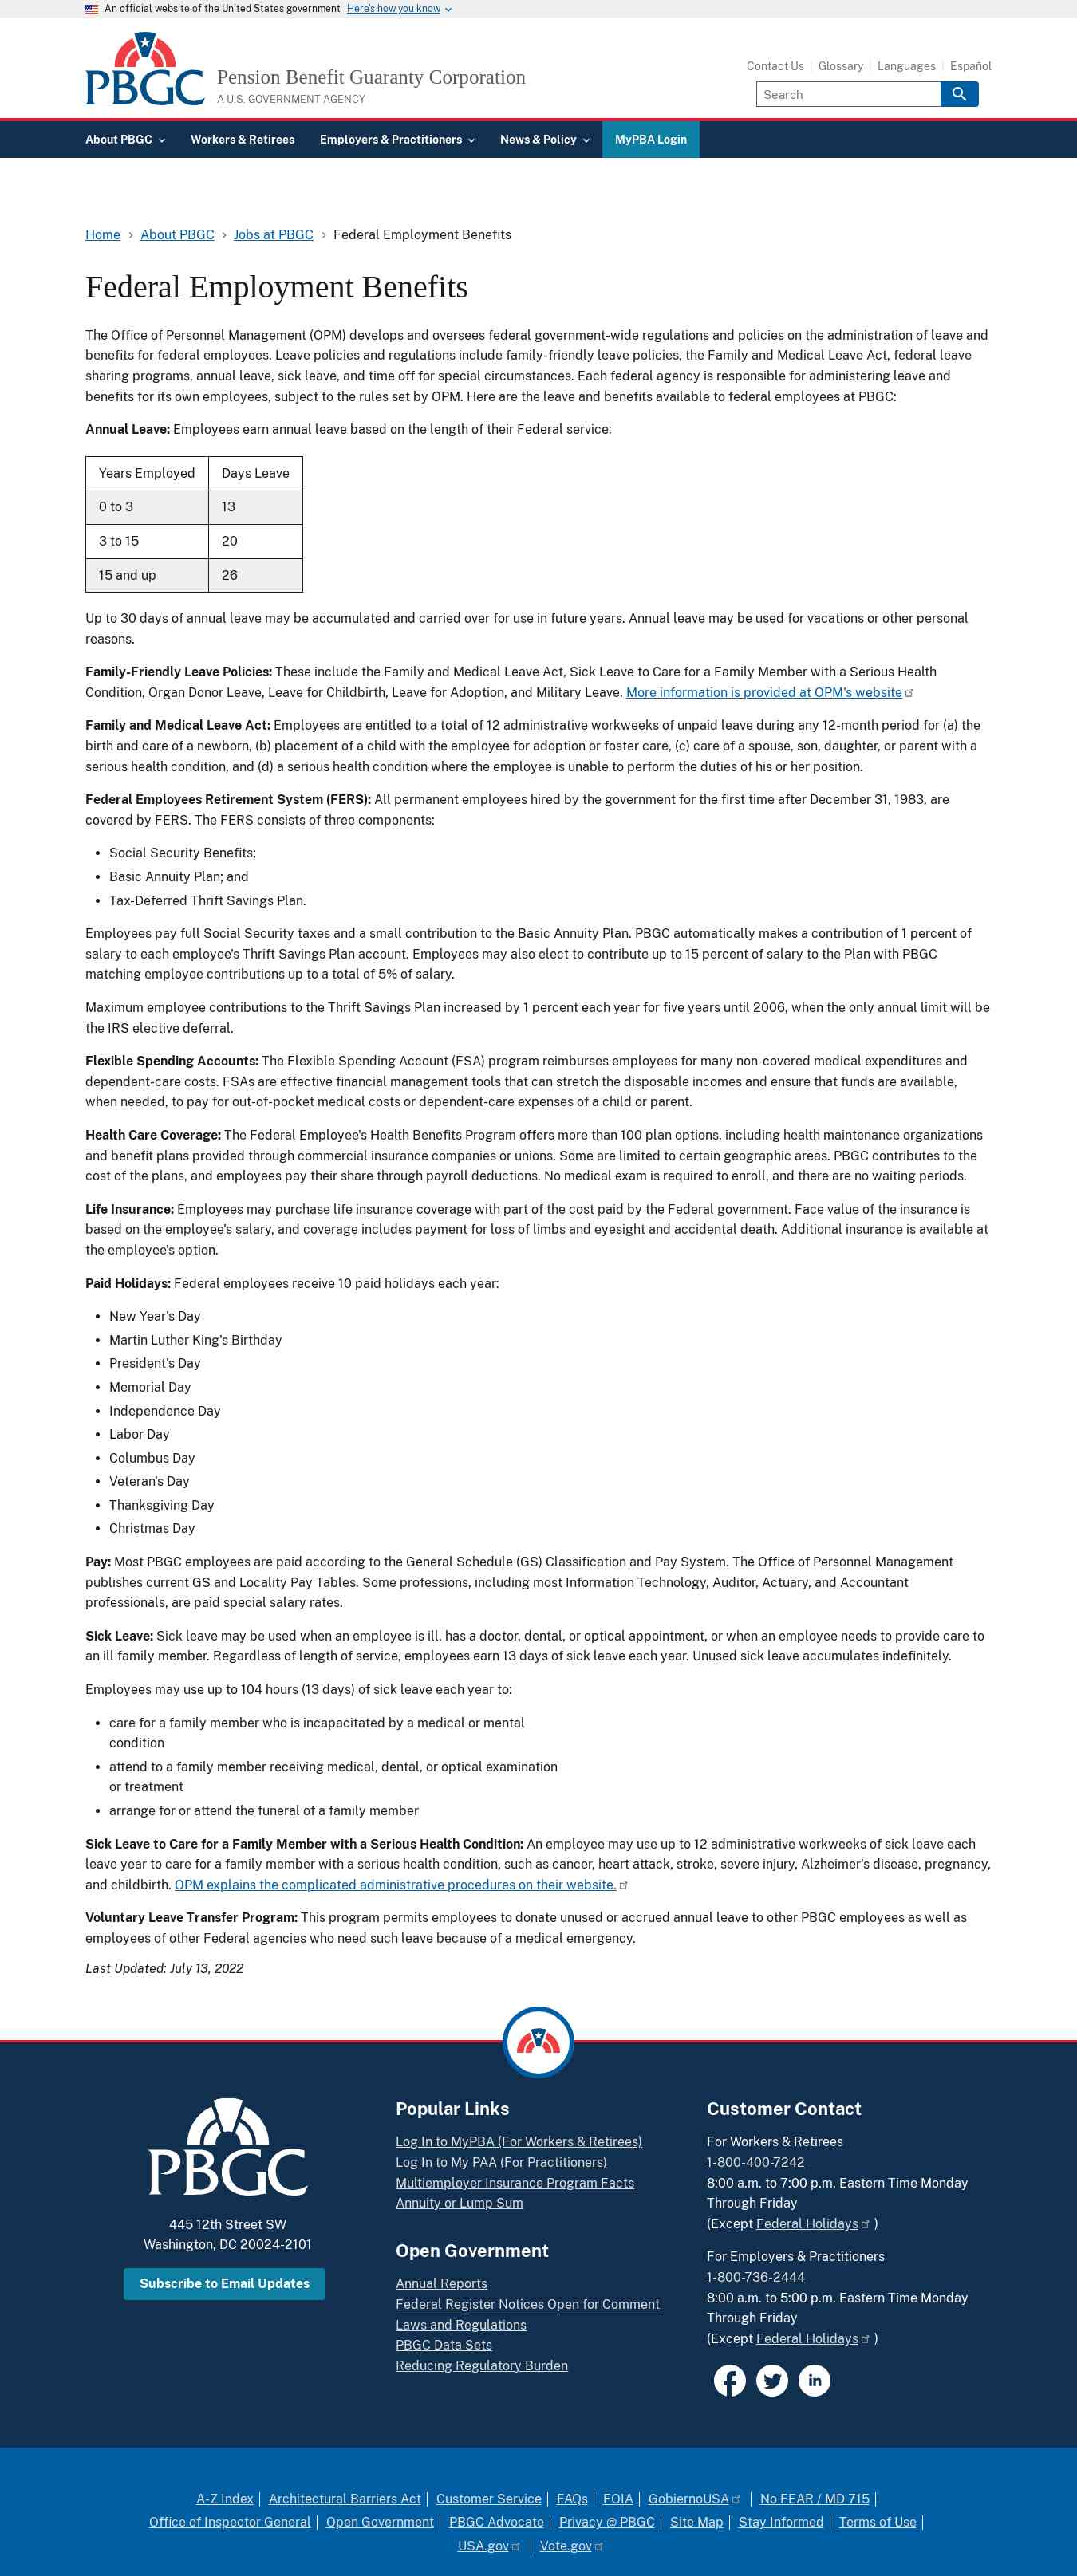 An official website of the United States government Here's how you know
PBGC
Pension Benefit Guaranty Corporation
A U.S. GOVERNMENT AGENCY
Contact Us Glossary Languages Español
Search
About PBGC Workers & Retirees Employers & Practitioners News & Policy MyPBA Login
Home About PBGC Jobs at PBGC Federal Employment Benefits
Federal Employment Benefits
The Office of Personnel Management (OPM) develops and oversees federal government-wide regulations and policies on the administration of leave and
benefits for federal employees. Leave policies and regulations include family-friendly leave policies, the Family and Medical Leave Act, federal leave
sharing programs, annual leave, sick leave, and time off for special circumstances. Each federal agency is responsible for administering leave and
benefits for its own employees, subject to the rules set by OPM. Here are the leave and benefits available to federal employees at PBGC:
Annual Leave: Employees earn annual leave based on the length of their Federal service:
Years Employed Days Leave
0 to 3 13
3 to 15 20
15 and up 26
Up to 30 days of annual leave may be accumulated and carried over for use in future years. Annual leave may be used for vacations or other personal
reasons.
Family-Friendly Leave Policies: These include the Family and Medical Leave Act, Sick Leave to Care for a Family Member with a Serious Health
Condition, Organ Donor Leave, Leave for Childbirth, Leave for Adoption, and Military Leave. More information is provided at OPM's website
Family and Medical Leave Act: Employees are entitled to a total of 12 administrative workweeks of unpaid leave during any 12-month period for (a) the
birth and care of a newborn, (b) placement of a child with the employee for adoption or foster care, (c) care of a spouse, son, daughter, or parent with a
serious health condition, and (d) a serious health condition where the employee is unable to perform the duties of his or her position.
Federal Employees Retirement System (FERS): All permanent employees hired by the government for the first time after December 31, 1983, are
covered by FERS. The FERS consists of three components:
Social Security Benefits;
Basic Annuity Plan; and
Tax-Deferred Thrift Savings Plan.
Employees pay full Social Security taxes and a small contribution to the Basic Annuity Plan. PBGC automatically makes a contribution of 1 percent of
salary to each employee's Thrift Savings Plan account. Employees may also elect to contribute up to 15 percent of salary to the Plan with PBGC
matching employee contributions up to a total of 5% of salary.
Maximum employee contributions to the Thrift Savings Plan increased by 1 percent each year for five years until 2006, when the only annual limit will be
the IRS elective deferral.
Flexible Spending Accounts: The Flexible Spending Account (FSA) program reimburses employees for many non-covered medical expenditures and
dependent-care costs. FSAs are effective financial management tools that can stretch the disposable incomes and ensure that funds are available,
when needed, to pay for out-of-pocket medical costs or dependent-care expenses of a child or parent.
Health Care Coverage: The Federal Employee's Health Benefits Program offers more than 100 plan options, including health maintenance organizations
and benefit plans provided through commercial insurance companies or unions. Some are limited to certain geographic areas. PBGC contributes to the
cost of the plans, and employees pay their share through payroll deductions. No medical exam is required to enroll, and there are no waiting periods.
Life Insurance: Employees may purchase life insurance coverage with part of the cost paid by the Federal government. Face value of the insurance is
based on the employee's salary, and coverage includes payment for loss of limbs and eyesight and accidental death. Additional insurance is available at
the employee's option.
Paid Holidays: Federal employees receive 10 paid holidays each year:
New Year's Day
Martin Luther King's Birthday
President's Day
Memorial Day
Independence Day
Labor Day
Columbus Day
Veteran's Day
Thanksgiving Day
Christmas Day
Pay: Most PBGC employees are paid according to the General Schedule (GS) Classification and Pay System. The Office of Personnel Management
publishes current GS and Locality Pay Tables. Some professions, including most Information Technology, Auditor, Actuary, and Accountant
professionals, are paid special salary rates.
Sick Leave: Sick leave may be used when an employee is ill, has a doctor, dental, or optical appointment, or when an employee needs to provide care to
an ill family member. Regardless of length of service, employees earn 13 days of sick leave each year. Unused sick leave accumulates indefinitely.
Employees may use up to 104 hours (13 days) of sick leave each year to:
care for a family member who is incapacitated by a medical or mental
condition
attend to a family member receiving medical, dental, or optical examination
or treatment
arrange for or attend the funeral of a family member
Sick Leave to Care for a Family Member with a Serious Health Condition: An employee may use up to 12 administrative workweeks of sick leave each
leave year to care for a family member with a serious health condition, such as cancer, heart attack, stroke, severe injury, Alzheimer's disease, pregnancy,
and childbirth. OPM explains the complicated administrative procedures on their website.
Voluntary Leave Transfer Program: This program permits employees to donate unused or accrued annual leave to other PBGC employees as well as
employees of other Federal agencies who need such leave because of a medical emergency.
Last Updated: July 13, 2022
PBGC
445 12th Street SW
Washington, DC 20024-2101
Subscribe to Email Updates
Popular Links
Log In to MyPBA (For Workers & Retirees)
Log In to My PAA (For Practitioners)
Multiemployer Insurance Program Facts
Annuity or Lump Sum
Open Government
Annual Reports
Federal Register Notices Open for Comment
Laws and Regulations
PBGC Data Sets
Reducing Regulatory Burden
Customer Contact
For Workers & Retirees
1-800-400-7242
8:00 a.m. to 7:00 p.m. Eastern Time Monday
Through Friday
(Except Federal Holidays )
For Employers & Practitioners
1-800-736-2444
8:00 a.m. to 5:00 p.m. Eastern Time Monday
Through Friday
(Except Federal Holidays )
in
A-Z Index Architectural Barriers Act Customer Service FAQs FOIA GobiernoUSA No FEAR / MD 715
Office of Inspector General Open Government PBGC Advocate Privacy @ PBGC Site Map Stay Informed Terms of Use
USA.gov Vote.gov